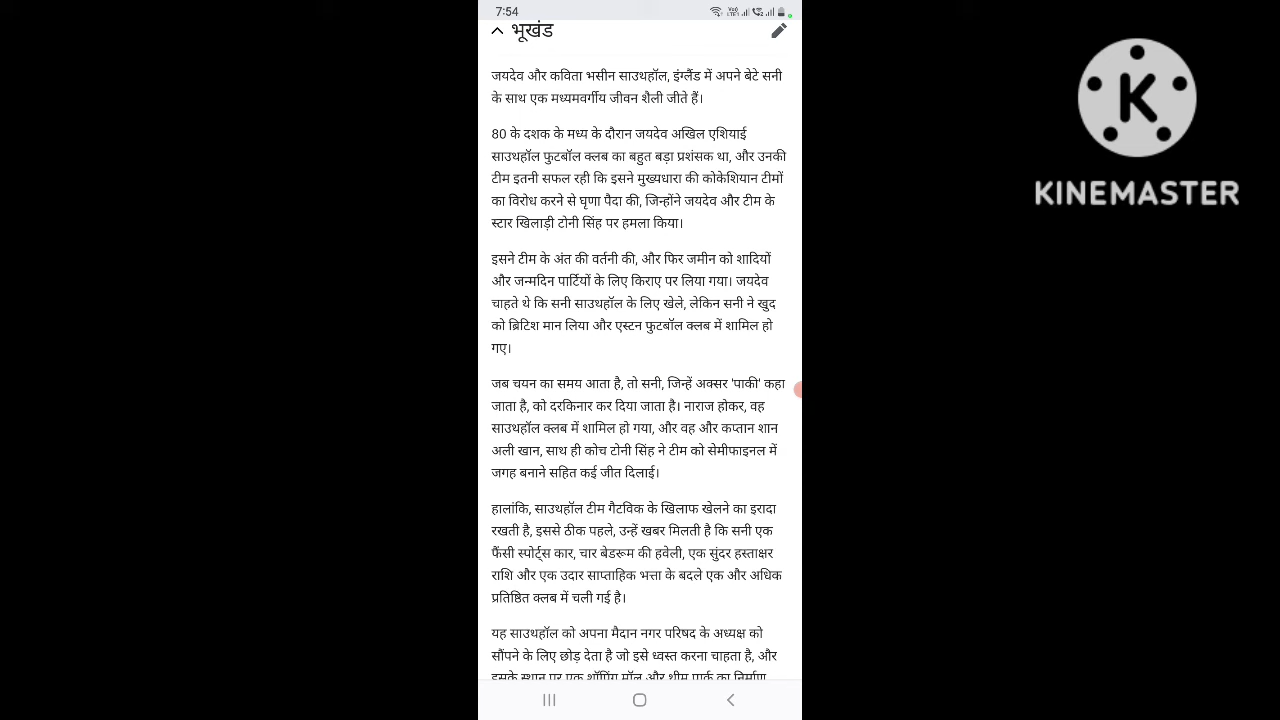 7:54
भूखंड
जयदेव और कविता भसीन साउथहॉल, इंग्लैंड में अपने बेटे सनी
के साथ एक मध्यमवर्गीय जीवन शैली जीते हैं।
80 के दशक के मध्य के दौरान जयदेव अखिल एशियाई
साउथहॉल फुटबॉल क्लब का बहुत बड़ा प्रशंसक था, और उनकी
टीम इतनी सफल रही कि इसने मुख्यधारा की कोकेशियान टीमों
का विरोध करने से घृणा पैदा की, जिन्होंने जयदेव और टीम के
स्टार खिलाड़ी टोनी सिंह पर हमला किया।
इसने टीम के अंत की वर्तनी की, और फिर जमीन को शादियों
और जन्मदिन पार्टियों के लिए किराए पर लिया गया। जयदेव
चाहते थे कि सनी साउथहॉल के लिए खेले, लेकिन सनी ने खुद
को ब्रिटिश मान लिया और एस्टन फुटबॉल क्लब में शामिल हो
गए।
जब चयन का समय आता है, तो सनी, जिन्हें अक्सर 'पाकी' कहा
जाता है, को दरकिनार कर दिया जाता है। नाराज होकर, वह
साउथहॉल क्लब में शामिल हो गया, और वह और कप्तान शान
अली खान, साथ ही कोच टोनी सिंह ने टीम को सेमीफाइनल में
जगह बनाने सहित कई जीत दिलाई।
हालांकि, साउथहॉल टीम गैटविक के खिलाफ खेलने का इरादा
रखती है, इससे ठीक पहले, उन्हें खबर मिलती है कि सनी एक
फैंसी स्पोर्ट्स कार, चार बेडरूम की हवेली, एक सुंदर हस्ताक्षर
राशि और एक उदार साप्ताहिक भत्ता के बदले एक और अधिक
प्रतिष्ठित क्लब में चली गई है।
यह साउथहॉल को अपना मैदान नगर परिषद के अध्यक्ष को
सौंपने के लिए छोड़ देता है जो इसे ध्वस्त करना चाहता है, और
इसके स्थान पर एक शॉपिंग मॉल और थीम पार्क का निर्माण
K
KINEMASTER